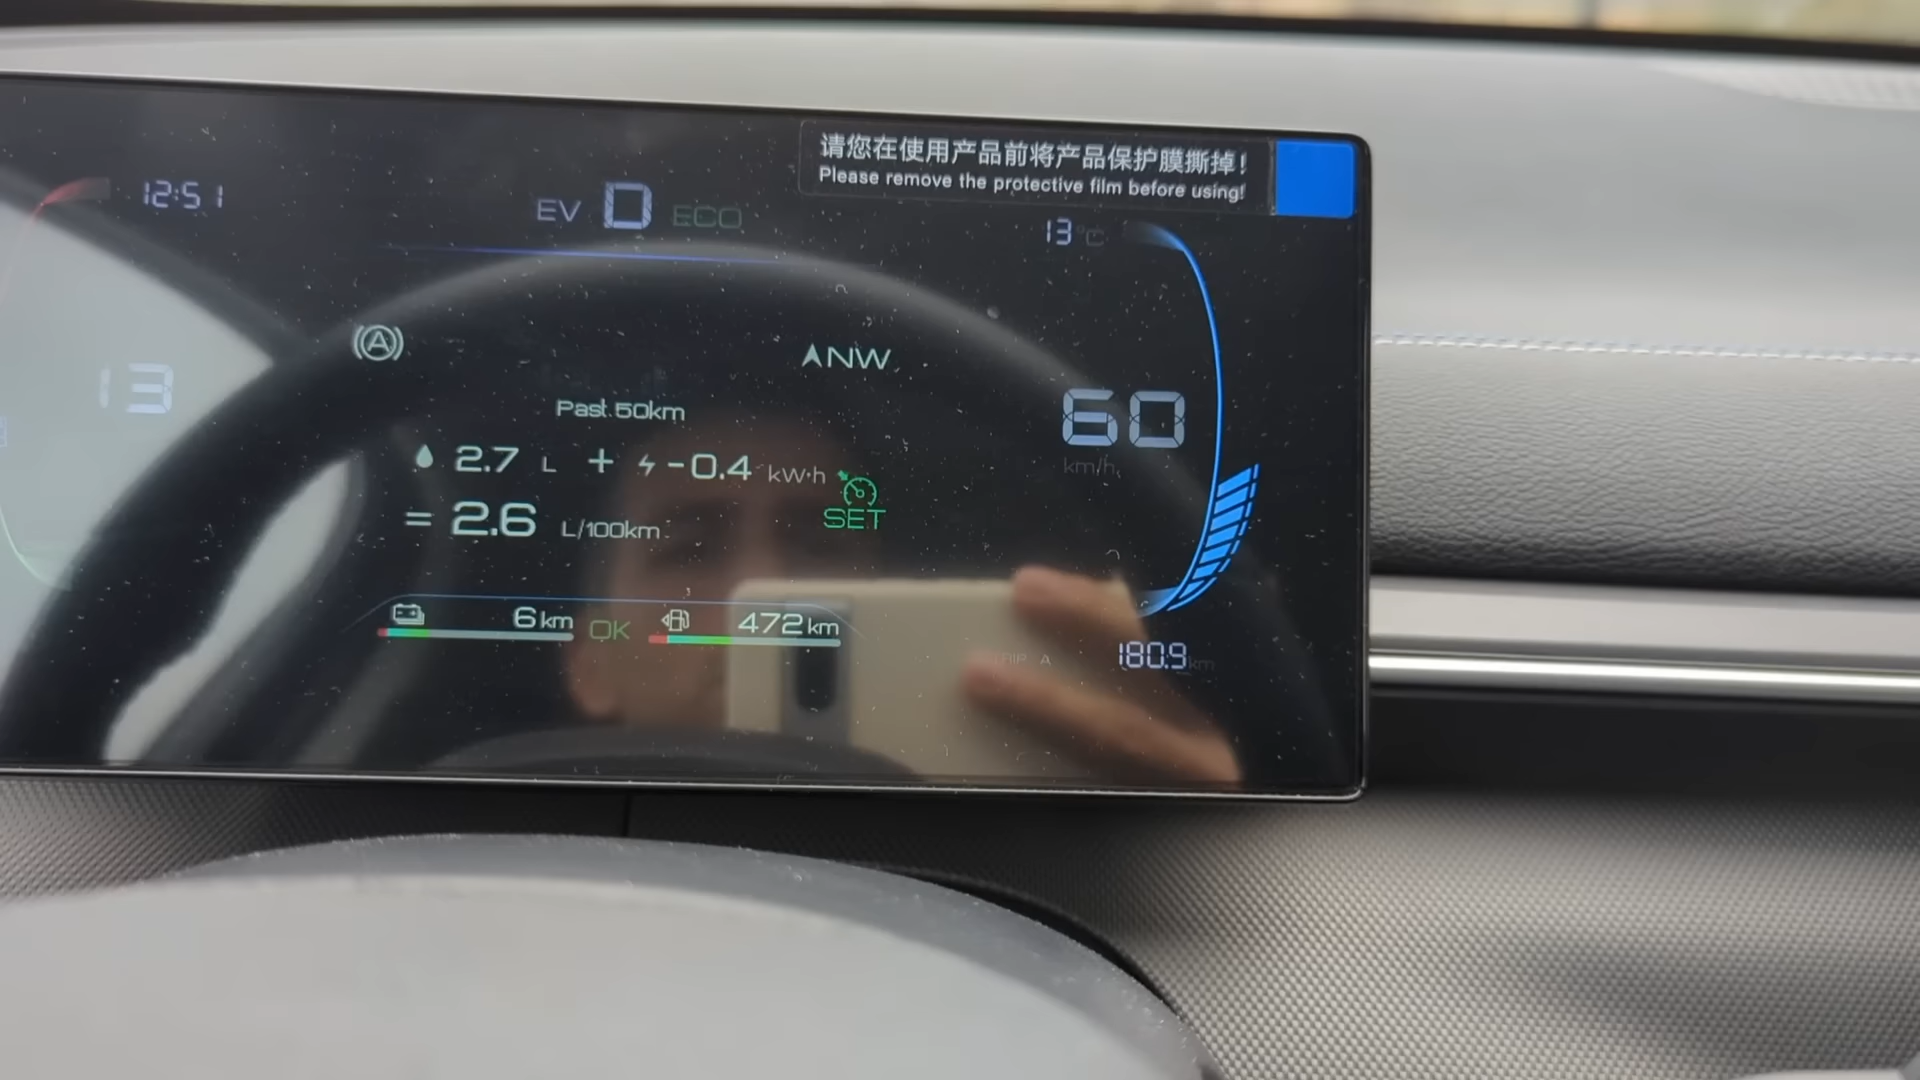 请您在使用产品前将产品保护膜撕掉！
Please remove the protective film before using!
12:51
EV D ECO
13°C
A
NW
13
60
km/h
Past 50km
2.7 L + -0.4 kW·h
= 2.6 L/100km
SET
6 km OK 472 km
TRIP A 180.9 km